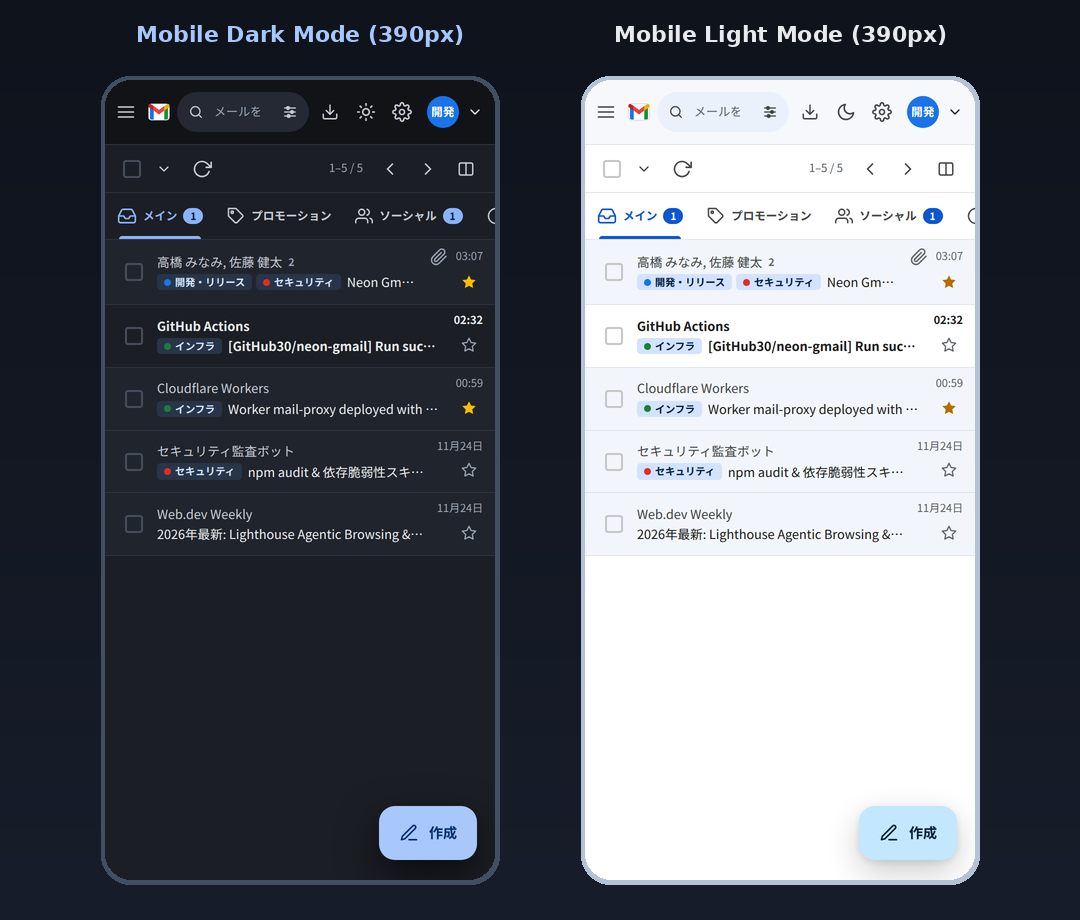 Mobile Dark Mode (390px)
メールを
開発
1–5 / 5
メイン 1
プロモーション
ソーシャル 1
高橋 みなみ, 佐藤 健太 2
03:07
開発・リリース セキュリティ Neon Gm…
GitHub Actions
02:32
インフラ [GitHub30/neon-gmail] Run suc…
Cloudflare Workers
00:59
インフラ Worker mail-proxy deployed with …
セキュリティ監査ボット
11月24日
セキュリティ npm audit & 依存脆弱性スキ…
Web.dev Weekly
11月24日
2026年最新: Lighthouse Agentic Browsing &…
作成
Mobile Light Mode (390px)
メールを
開発
1–5 / 5
メイン 1
プロモーション
ソーシャル 1
高橋 みなみ, 佐藤 健太 2
03:07
開発・リリース セキュリティ Neon Gm…
GitHub Actions
02:32
インフラ [GitHub30/neon-gmail] Run suc…
Cloudflare Workers
00:59
インフラ Worker mail-proxy deployed with …
セキュリティ監査ボット
11月24日
セキュリティ npm audit & 依存脆弱性スキ…
Web.dev Weekly
11月24日
2026年最新: Lighthouse Agentic Browsing &…
作成